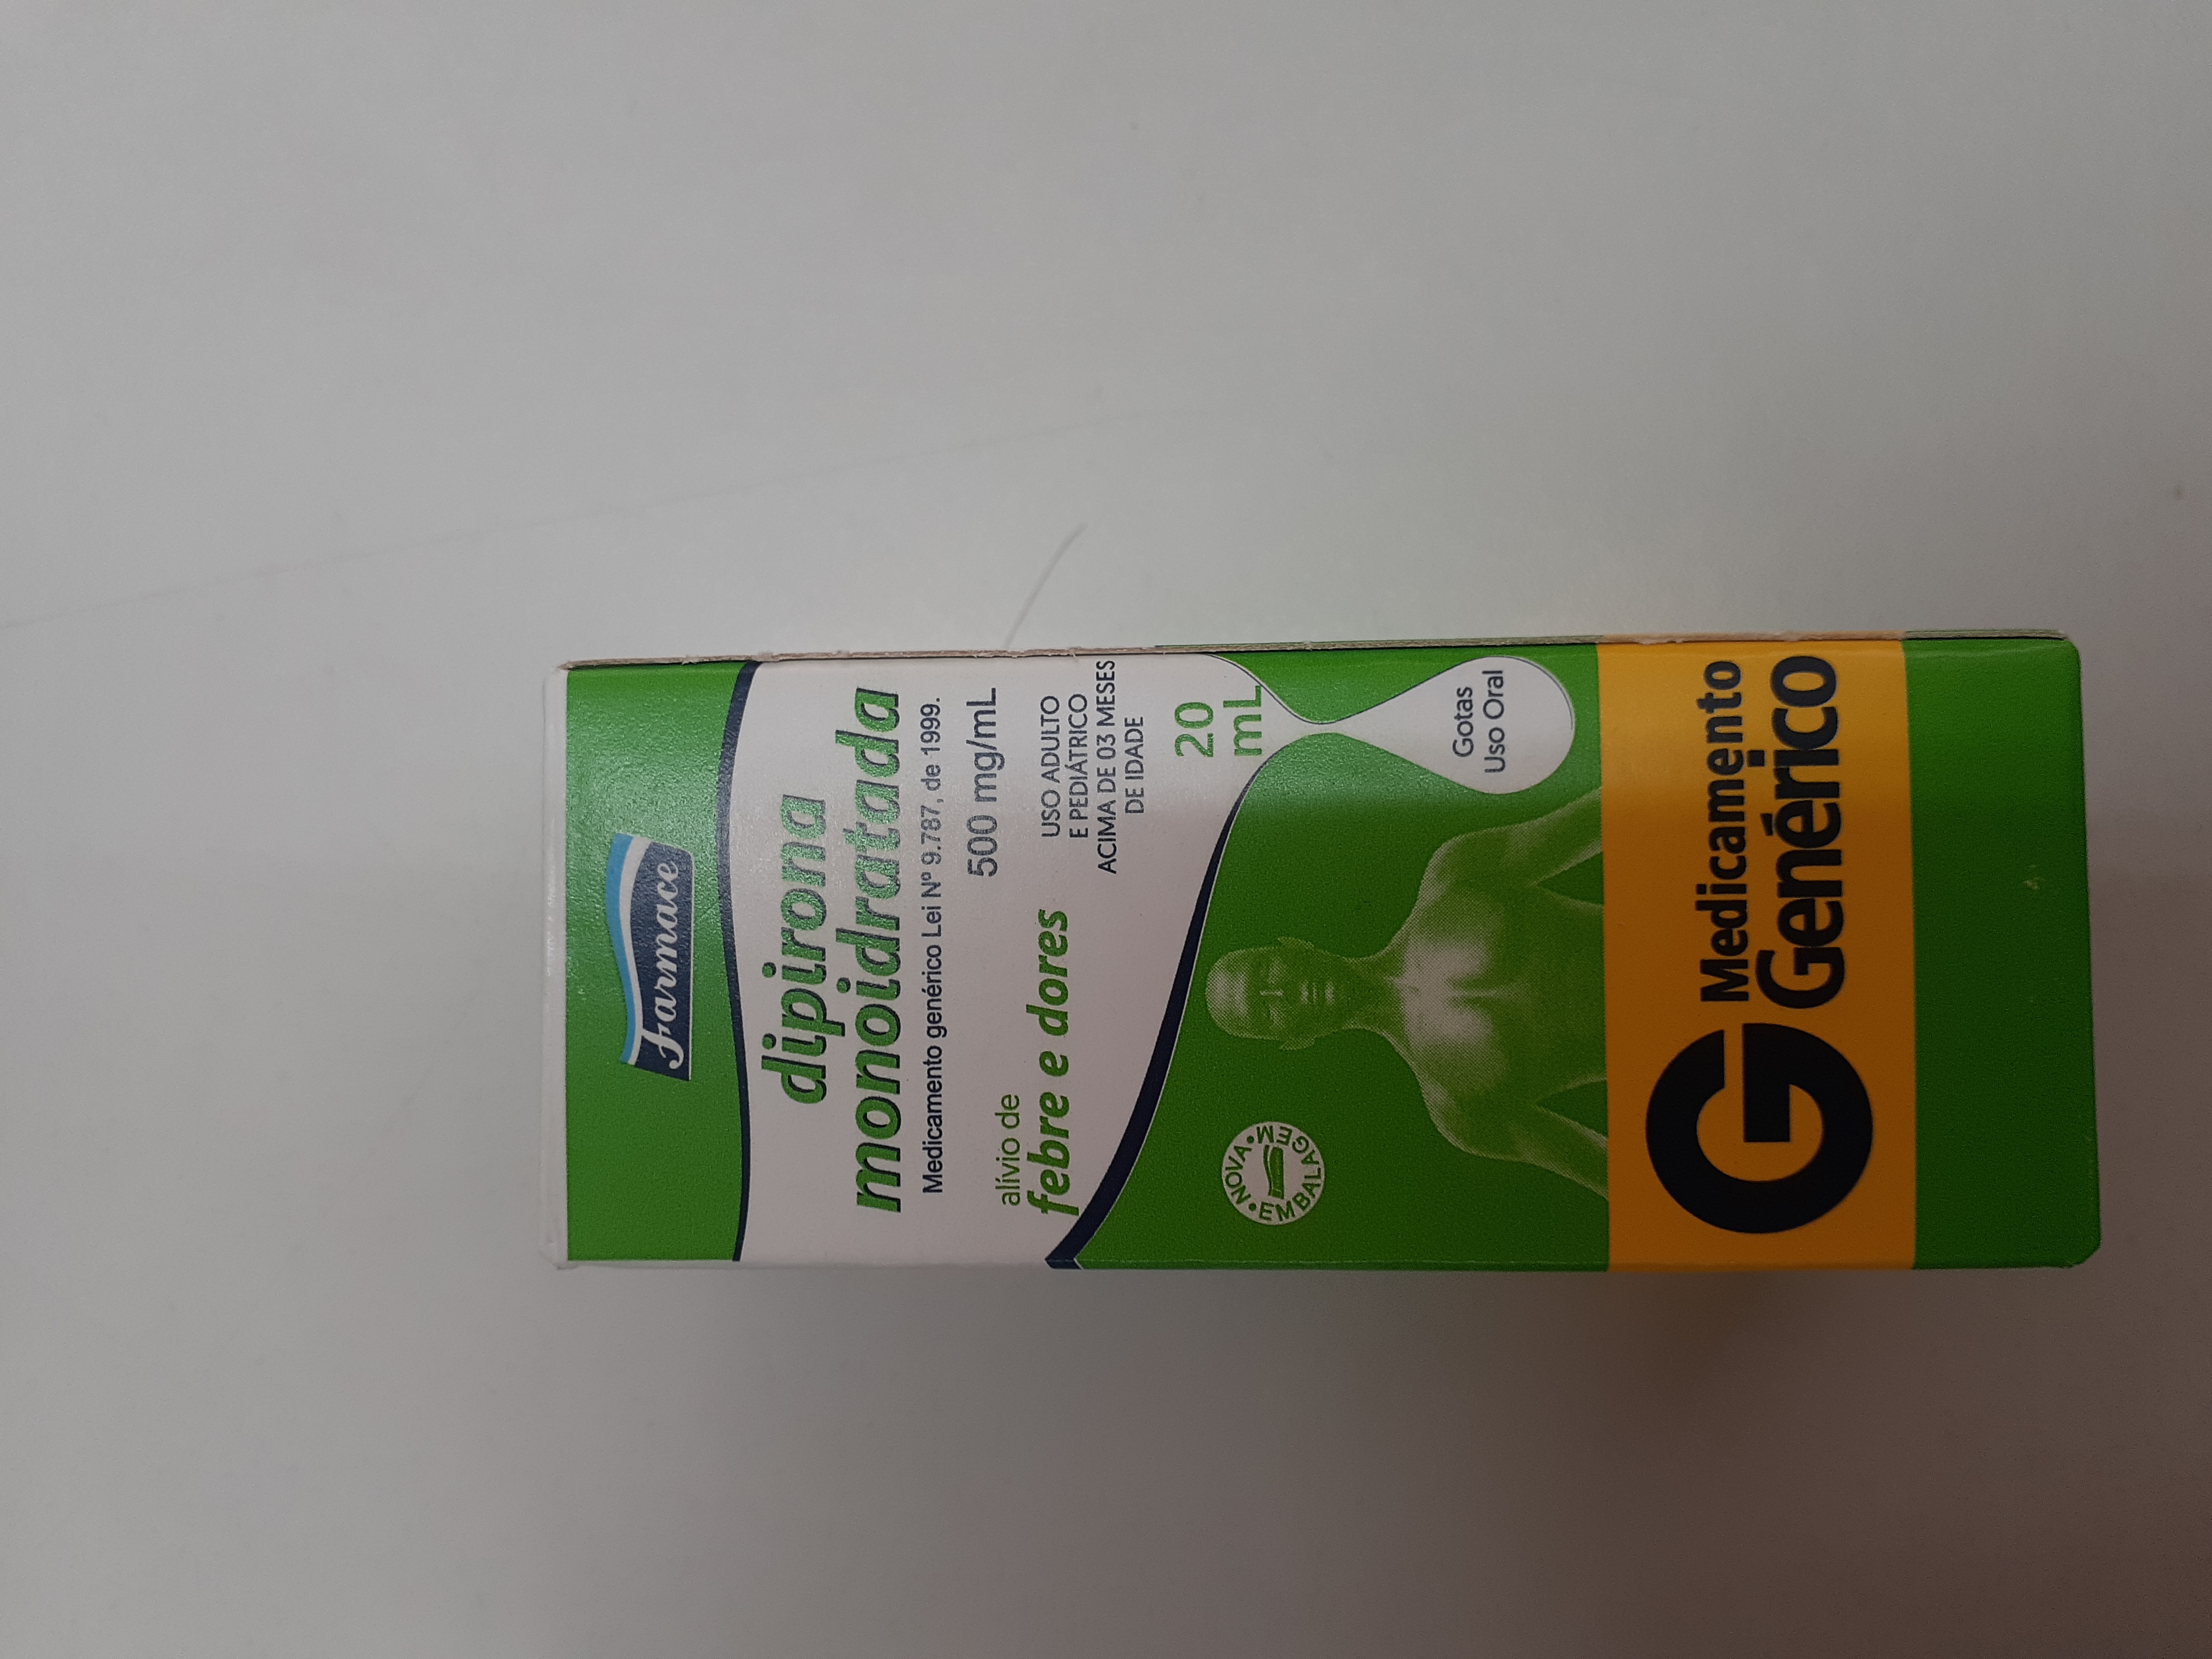 Farmace
dipirona
monoidratada
Medicamento genérico Lei Nº 9.787, de 1999.
500 mg/mL
alívio de
febre e dores
USO ADULTO
E PEDIÁTRICO
ACIMA DE 03 MESES
DE IDADE
20
mL
NOVA • EMBALAGEM •
Gotas
Uso Oral
G
Medicamento
Genérico